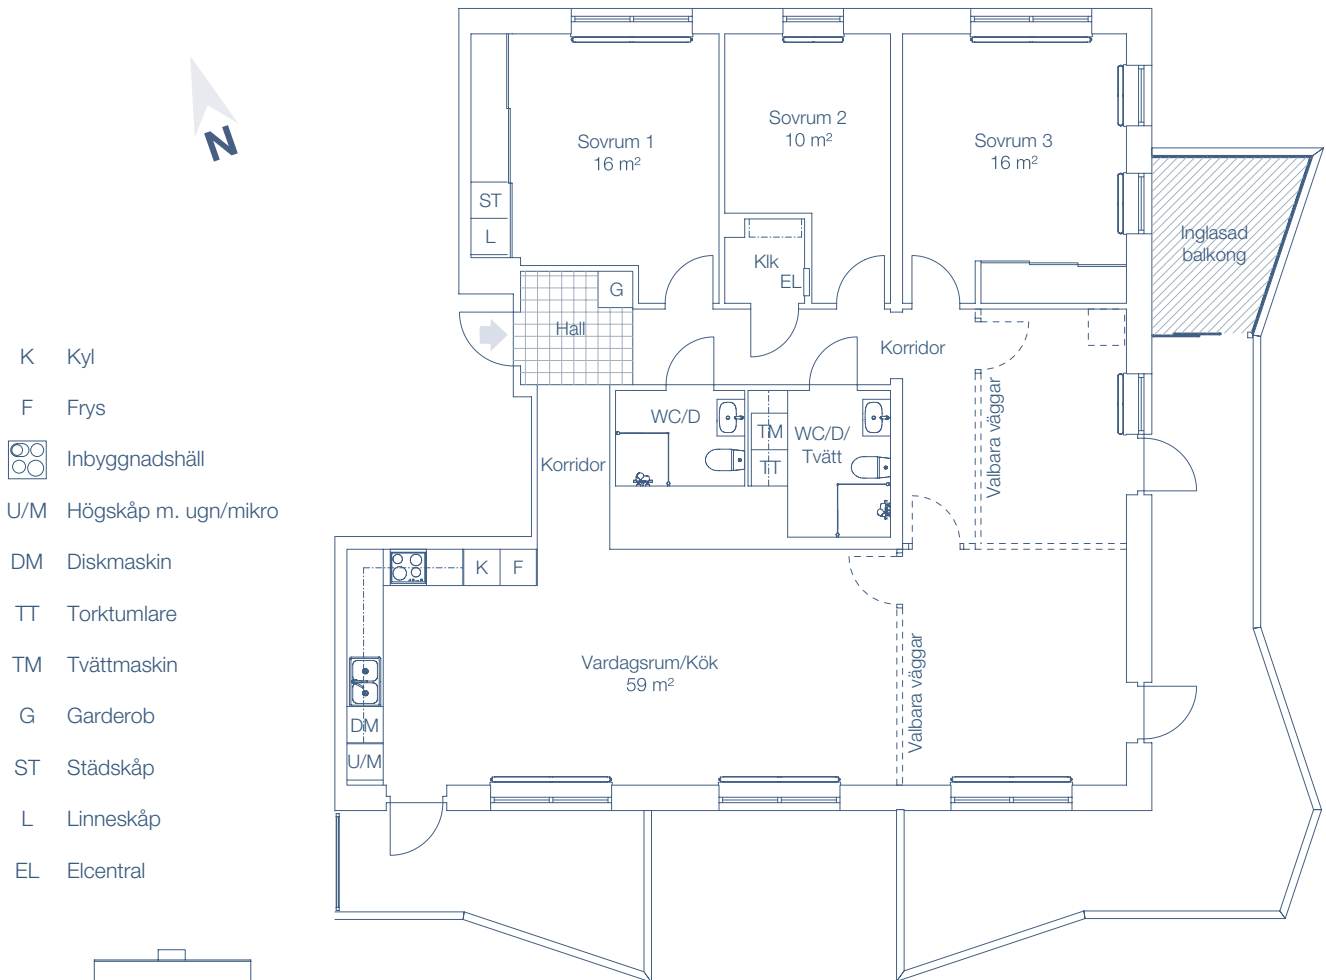 N
Sovrum 1
16 m²
Sovrum 2
10 m²
Sovrum 3
16 m²
ST
L
Klk
EL
Inglasad
balkong
G
Hall
Korridor
WC/D
TM
TT
WC/D/
Tvätt
Korridor
Valbara väggar
K
F
Vardagsrum/Kök
59 m²
Valbara väggar
DM
U/M
K Kyl
F Frys
Inbyggnadshäll
U/M Högskåp m. ugn/mikro
DM Diskmaskin
TT Torktumlare
TM Tvättmaskin
G Garderob
ST Städskåp
L Linneskåp
EL Elcentral